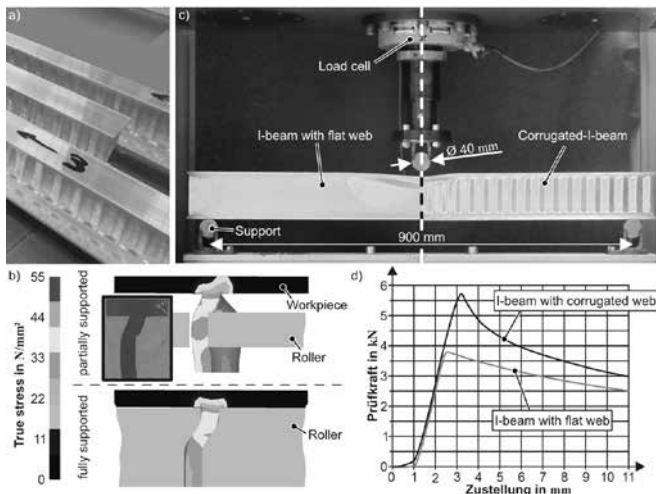 a)
c)
Load cell
I-beam with flat web
Ø 40 mm
Corrugated-I-beam
Support
900 mm
b)
True stress in N/mm²
55
44
33
22
11
0
partially supported
Workpiece
Roller
fully supported
Roller
d)
Prüfkraft in kN
6
5
4
3
2
1
0
I-beam with corrugated web
I-beam with flat web
0 1 2 3 4 5 6 7 8 9 10 11
Zustellung in mm